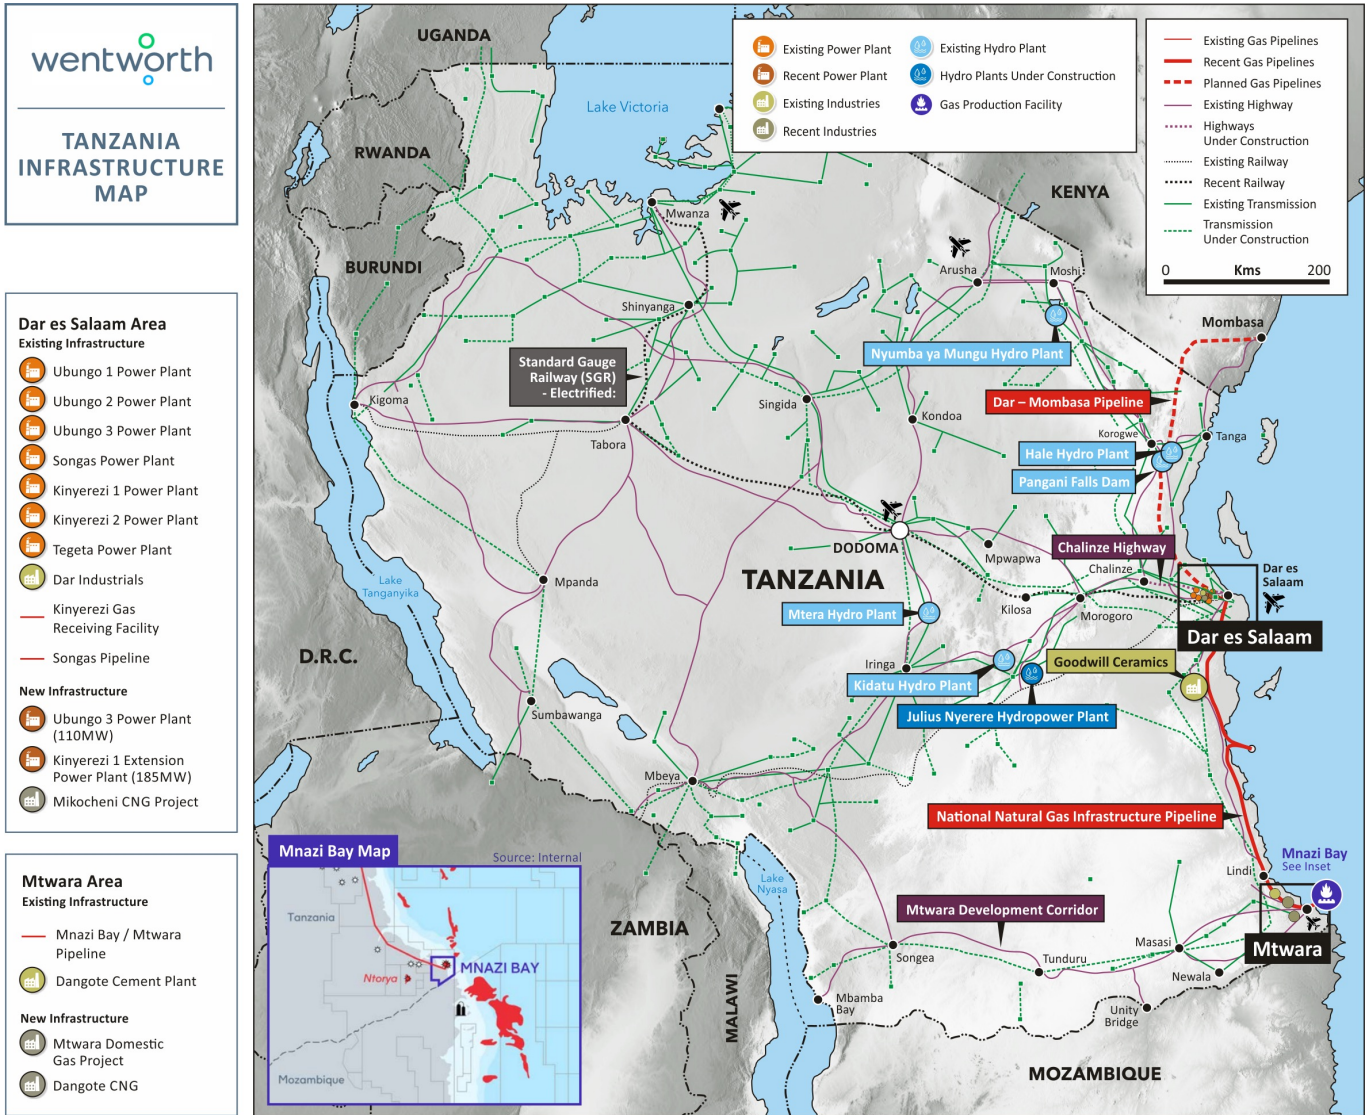 wentworth
TANZANIA
INFRASTRUCTURE
MAP
Dar es Salaam Area
Existing Infrastructure
Ubungo 1 Power Plant
Ubungo 2 Power Plant
Ubungo 3 Power Plant
Songas Power Plant
Kinyerezi 1 Power Plant
Kinyerezi 2 Power Plant
Tegeta Power Plant
Dar Industrials
Kinyerezi Gas
Receiving Facility
Songas Pipeline
New Infrastructure
Ubungo 3 Power Plant
(110MW)
Kinyerezi 1 Extension
Power Plant (185MW)
Mikocheni CNG Project
Mtwara Area
Existing Infrastructure
Mnazi Bay / Mtwara
Pipeline
Dangote Cement Plant
New Infrastructure
Mtwara Domestic
Gas Project
Dangote CNG
Existing Power Plant
Recent Power Plant
Existing Industries
Recent Industries
Existing Hydro Plant
Hydro Plants Under Construction
Gas Production Facility
Existing Gas Pipelines
Recent Gas Pipelines
Planned Gas Pipelines
Existing Highway
Highways
Under Construction
Existing Railway
Recent Railway
Existing Transmission
Transmission
Under Construction
0 Kms 200
UGANDA
Lake Victoria
RWANDA
KENYA
Mwanza
BURUNDI
Arusha
Moshi
Shinyanga
Mombasa
Nyumba ya Mungu Hydro Plant
Standard Gauge
Railway (SGR)
- Electrified:
Kigoma
Singida
Dar – Mombasa Pipeline
Kondoa
Tabora
Korogwe
Tanga
Hale Hydro Plant
Pangani Falls Dam
DODOMA
Chalinze Highway
Mpwapwa
Chalinze
Dar es
Salaam
TANZANIA
Mpanda
Lake
Tanganyika
Kilosa
Morogoro
Mtera Hydro Plant
Dar es Salaam
D.R.C.
Iringa
Goodwill Ceramics
Kidatu Hydro Plant
Julius Nyerere Hydropower Plant
Sumbawanga
Mbeya
National Natural Gas Infrastructure Pipeline
Mnazi Bay
See Inset
Lindi
Lake
Nyasa
Mtwara Development Corridor
ZAMBIA
Songea
Masasi
Mtwara
Tunduru
Newala
Mbamba
Bay
Unity
Bridge
MALAWI
MOZAMBIQUE
Mnazi Bay Map
Source: Internal
Tanzania
Ntorya
MNAZI BAY
Mozambique